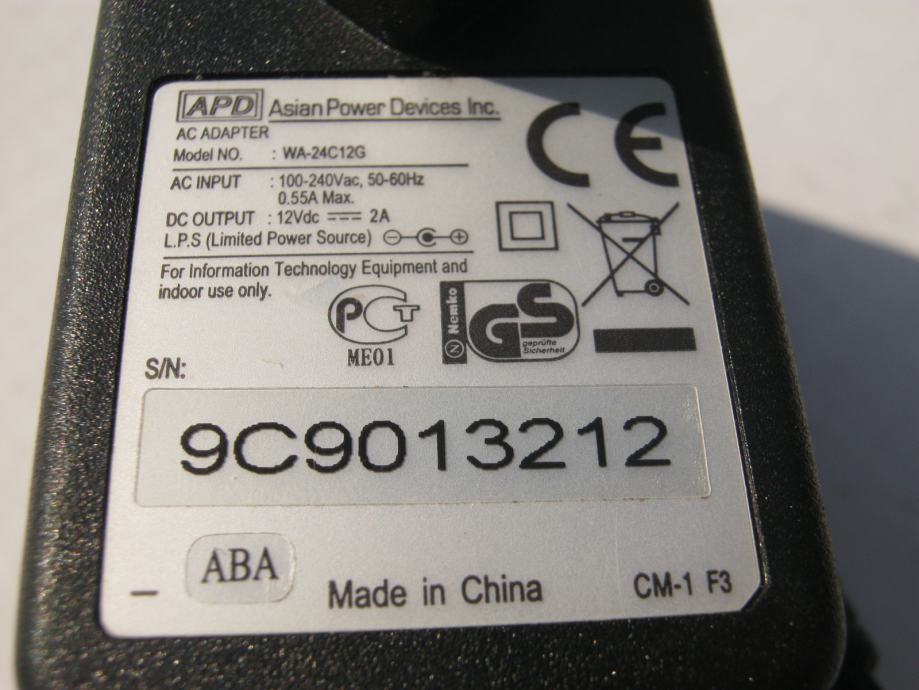 APD Asian Power Devices Inc.
AC ADAPTER
Model NO. : WA-24C12G
AC INPUT : 100-240Vac, 50-60Hz
0.55A Max.
DC OUTPUT : 12Vdc 2A
L.P.S (Limited Power Source)
For Information Technology Equipment and
indoor use only.
CE
PCT
ME01
N Nemko
GS
geprüfte
Sicherheit
S/N:
9C9013212
ABA
Made in China
CM-1 F3